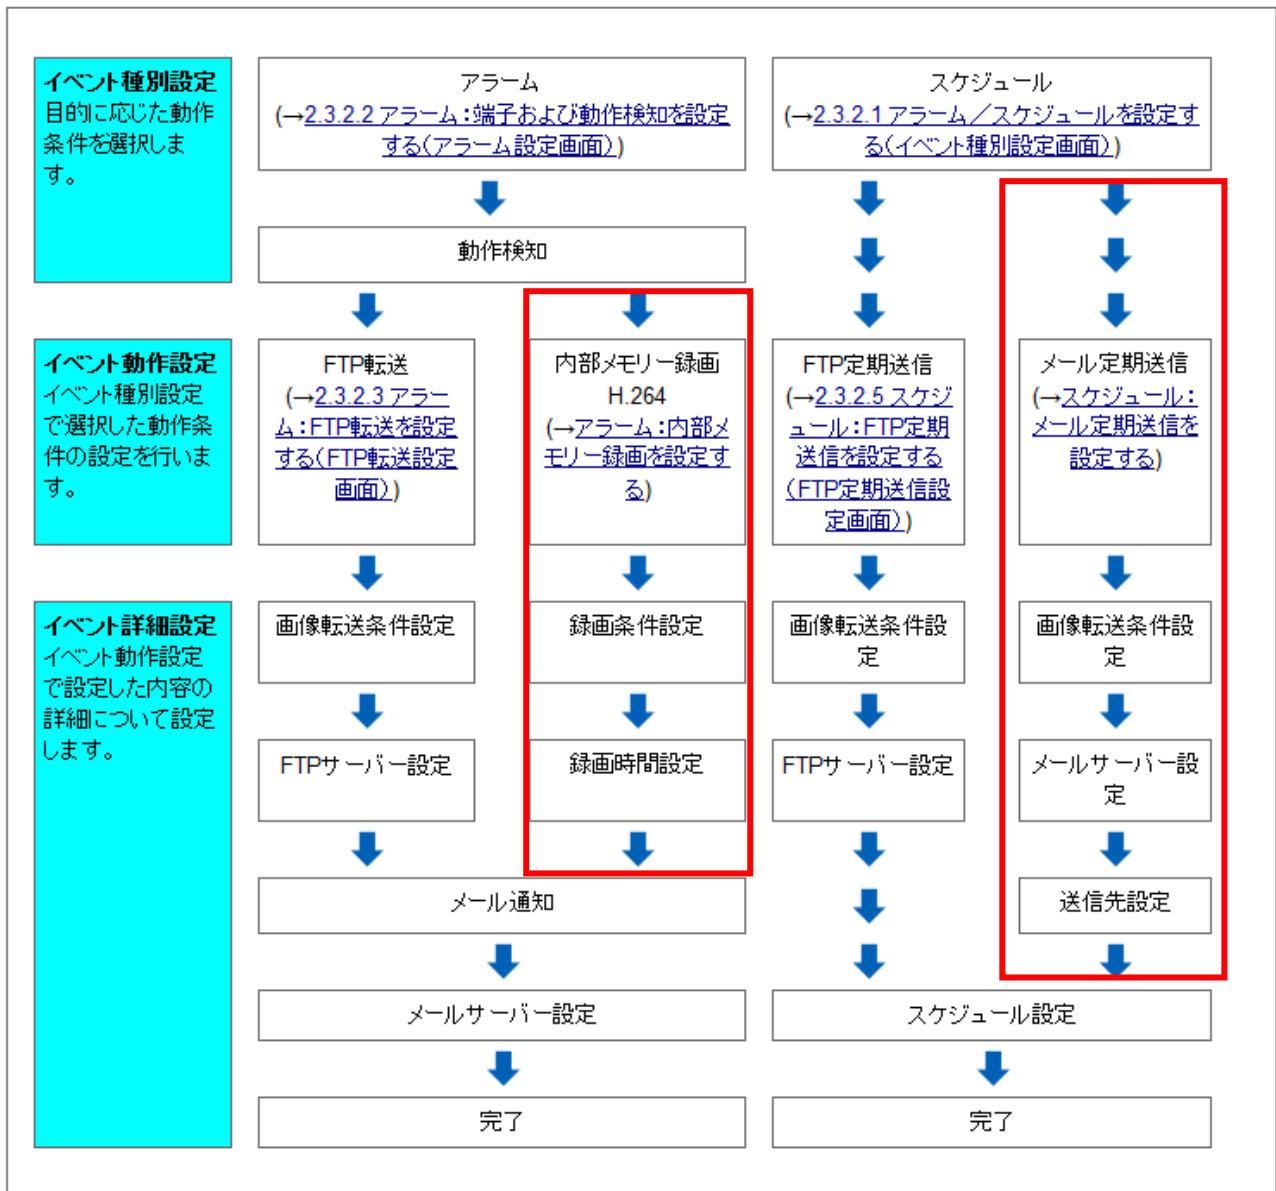 イベント種別設定
目的に応じた動作
条件を選択しま
す。
アラーム
(→2.3.2.2 アラーム：端子および動作検知を設定
する（アラーム設定画面）)
スケジュール
(→2.3.2.1 アラーム／スケジュールを設定す
る（イベント種別設定画面）)
動作検知
イベント動作設定
イベント種別設定
で選択した動作条
件の設定を行いま
す。
FTP転送
(→2.3.2.3 アラー
ム：FTP転送を設定
する（FTP転送設定
画面）)
内部メモリー録画
H.264
(→アラーム：内部メ
モリー録画を設定す
る)
FTP定期送信
(→2.3.2.5 スケジ
ュール：FTP定期
送信を設定する
（FTP定期送信設
定画面）)
メール定期送信
(→スケジュール：
メール定期送信を
設定する)
イベント詳細設定
イベント動作設定
で設定した内容の
詳細について設定
します。
画像転送条件設定
録画条件設定
画像転送条件設
定
画像転送条件設
定
FTPサーバー設定
録画時間設定
FTPサーバー設定
メールサーバー設
定
メール通知
送信先設定
メールサーバー設定
スケジュール設定
完了
完了